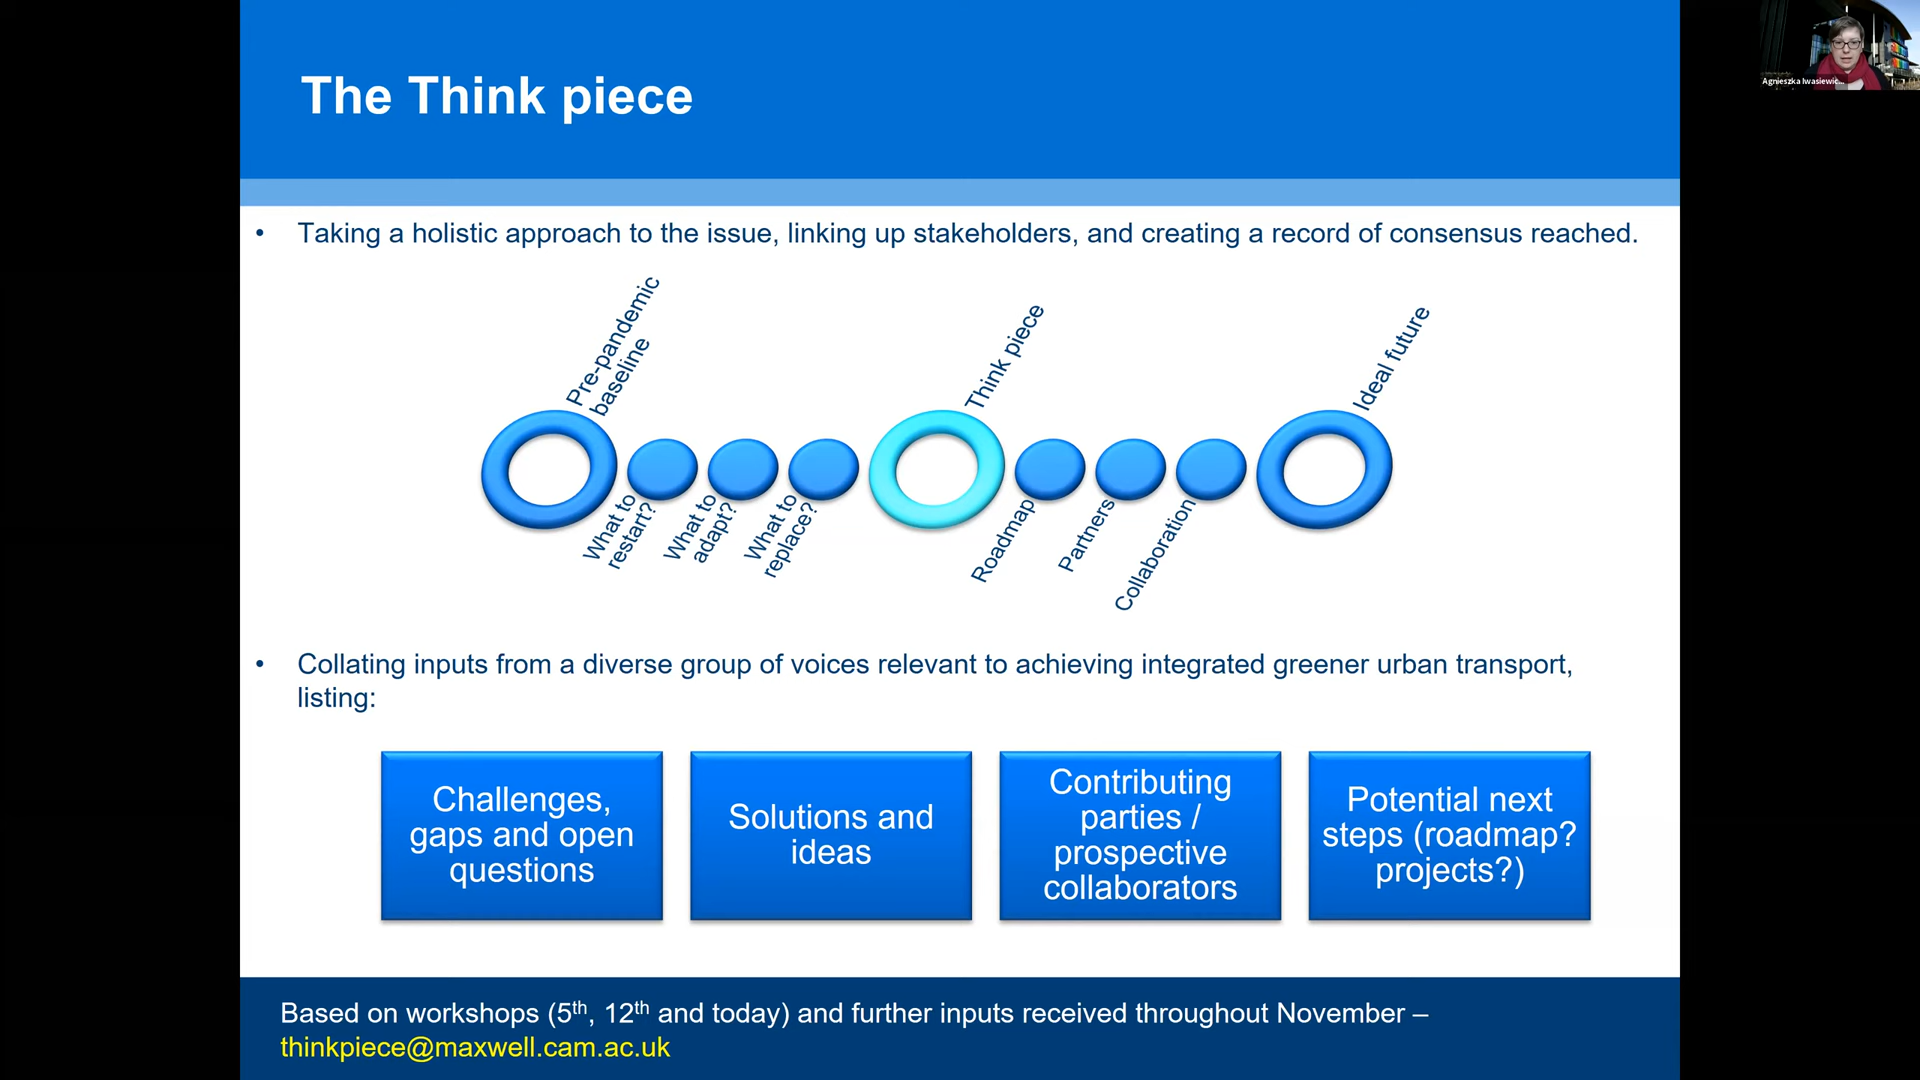 The Think piece
Agnieszka Iwasiewic...
• Taking a holistic approach to the issue, linking up stakeholders, and creating a record of consensus reached.
Pre-pandemic
baseline
What to
restart?
What to
adapt?
What to
replace?
Think piece
Roadmap
Partners
Collaboration
Ideal future
• Collating inputs from a diverse group of voices relevant to achieving integrated greener urban transport,
listing:
Challenges,
gaps and open
questions
Solutions and
ideas
Contributing
parties /
prospective
collaborators
Potential next
steps (roadmap?
projects?)
Based on workshops (5th, 12th and today) and further inputs received throughout November –
thinkpiece@maxwell.cam.ac.uk